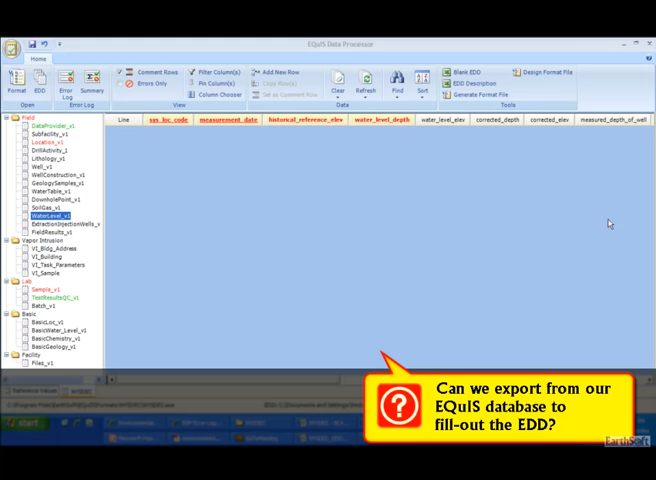 EQuIS Data Processor
Home
Format
EDD
Error Log
Summary
Comment Rows
Errors Only
Filter Column(s)
Pin Column(s)
Column Chooser
Add New Row
Copy Row(s)
Set as Comment Row
Clear
Refresh
Find
Sort
Blank EDD
EDD Description
Generate Format File
Design Format File
Open
Error Log
View
Data
Tools
Line sys_loc_code measurement_date historical_reference_elev water_level_depth water_level_elev corrected_depth corrected_elev measured_depth_of_well
Field
DataProvider_v1
Subfacility_v1
Location_v1
DrillActivity_1
Lithology_v1
Well_v1
WellConstruction_v1
GeologySamples_v1
WaterTable_v1
DownholePoint_v1
SoilGas_v1
WaterLevel_v1
ExtractionInjectionWells_v
FieldResults_v1
Vapor Intrusion
VI_Bldg_Address
VI_Building
VI_Task_Parameters
VI_Sample
Lab
Sample_v1
TestResultsQC_v1
Batch_v1
Basic
BasicLoc_v1
BasicWater_Level_v1
BasicChemistry_v1
BasicGeology_v1
Facility
Files_v1
Reference Values
start
Can we export from our
EQuIS database to
fill-out the EDD?
EarthSoft